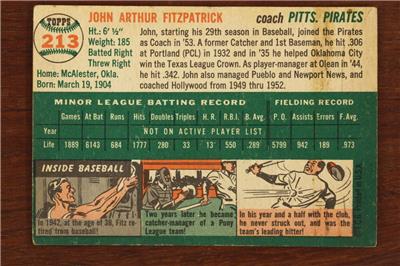 TOPPS
213
JOHN ARTHUR FITZPATRICK coach PITTS. PIRATES
Ht.: 6' ½"
Weight: 185
Batted Right
Threw Right
Home: McAlester, Okla.
Born: March 19, 1904
John, starting his 29th season in Baseball, joined the Pirates
as Coach in '53. A former Catcher and 1st Baseman, he hit .306
at Portland (PCL) in 1932 and in '35 he helped Oklahoma City
win the Texas League Crown. As player-manager at Olean in '44,
he hit .342. John also managed Pueblo and Newport News, and
coached Hollywood from 1949 thru 1952.
MINOR LEAGUE BATTING RECORD FIELDING RECORD
Games At Bat Runs Hits Doubles Triples H.R. R.B.I. B. Avg. P.O. Assists Errors F. Avg.
Year NOT ON ACTIVE PLAYER LIST
Life 1889 6143 684 1777 280 33 942 .289 5799 942 189 .973
INSIDE BASEBALL
In 1942, at the age of 38, Fitz re-
tired from baseball!
Two years later he became
catcher-manager of a Pony
League team!
In his year and a half with the club,
he never struck out, and was the
team's leading hitter!